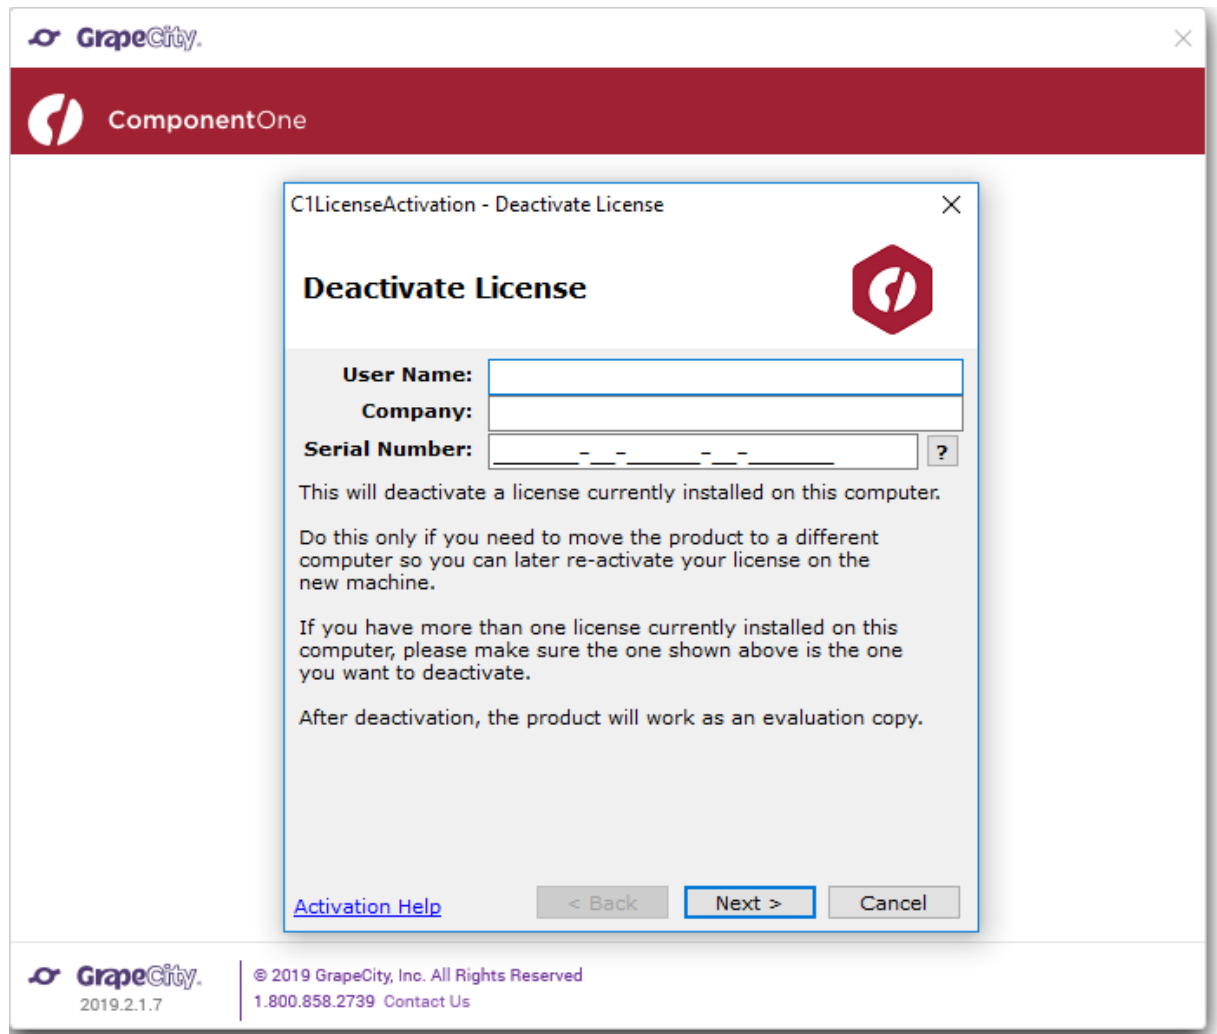 GrapeCity.
ComponentOne
C1LicenseActivation - Deactivate License
Deactivate License
User Name:
Company:
Serial Number: _______-__-______-__-_______ ?
This will deactivate a license currently installed on this computer.
Do this only if you need to move the product to a different
computer so you can later re-activate your license on the
new machine.
If you have more than one license currently installed on this
computer, please make sure the one shown above is the one
you want to deactivate.
After deactivation, the product will work as an evaluation copy.
Activation Help < Back Next > Cancel
GrapeCity.
2019.2.1.7
© 2019 GrapeCity, Inc. All Rights Reserved
1.800.858.2739 Contact Us